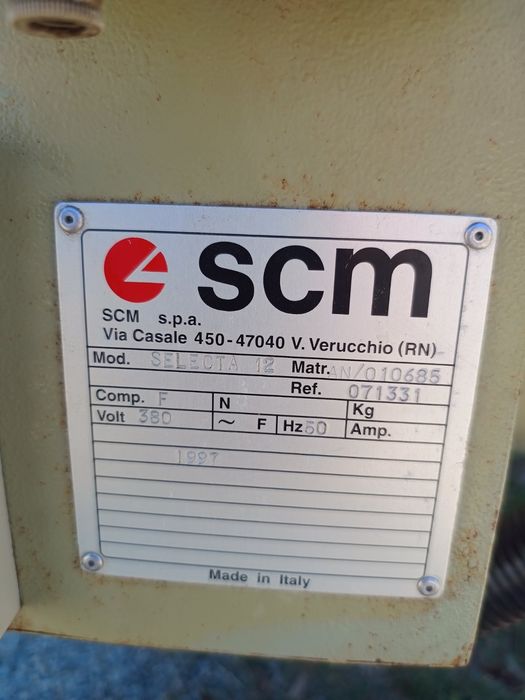 scm
SCM s.p.a.
Via Casale 450-47040 V. Verucchio (RN)
Mod. SELECTA 12 Matr. AN/010685
Ref. 071331
Comp. F N Kg
Volt 380 ~ F Hz 50 Amp.
1997
Made in Italy